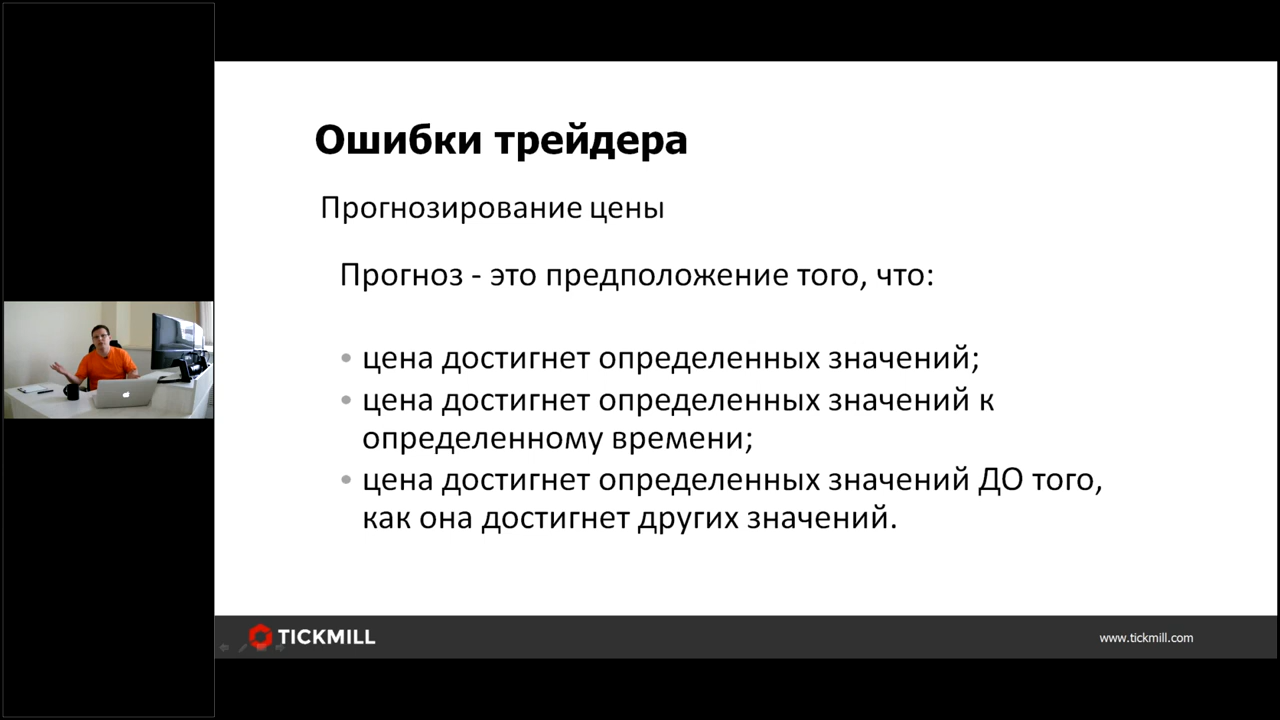 Ошибки трейдера
Прогнозирование цены
Прогноз - это предположение того, что:
• цена достигнет определенных значений;
• цена достигнет определенных значений к
определенному времени;
• цена достигнет определенных значений ДО того,
как она достигнет других значений.
TICKMILL
www.tickmill.com